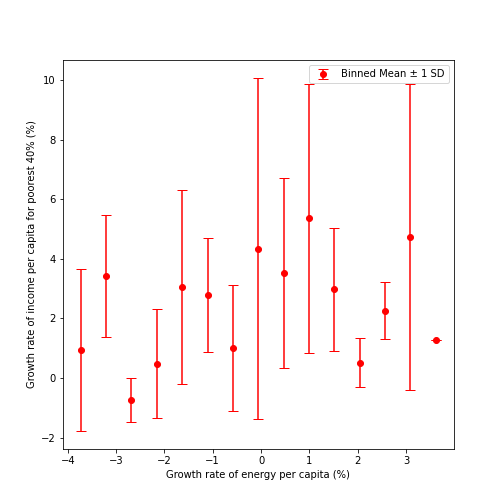 Binned Mean ± 1 SD
10
8
6
4
2
0
−2
Growth rate of income per capita for poorest 40% (%)
−4 −3 −2 −1 0 1 2 3
Growth rate of energy per capita (%)